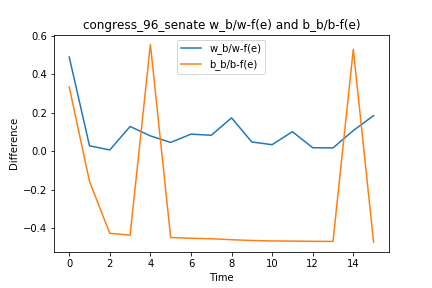 congress_96_senate w_b/w-f(e) and b_b/b-f(e)
w_b/w-f(e)
b_b/b-f(e)
0.6
0.4
0.2
0.0
−0.2
−0.4
Difference
0 2 4 6 8 10 12 14
Time